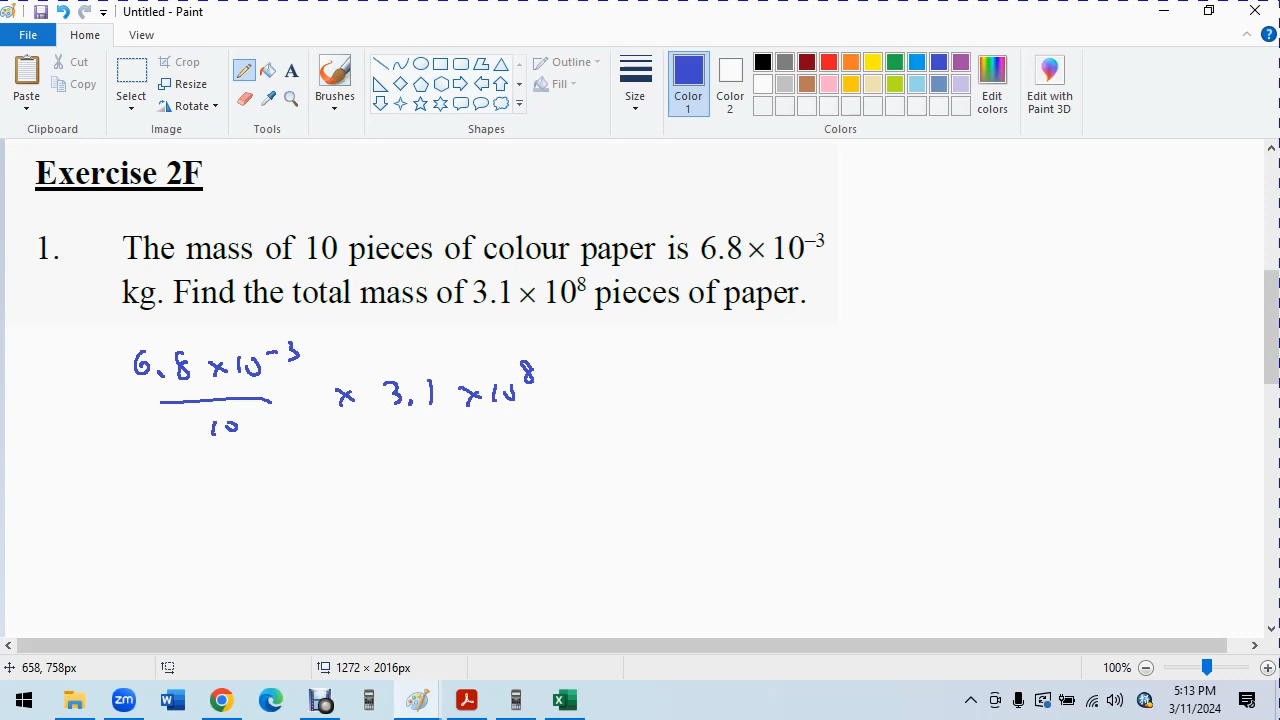 Untitled - Paint
File Home View
Paste Cut Copy Select Crop Resize Rotate Brushes Outline Fill Size Color 1 Color 2 Edit colors Edit with Paint 3D
Clipboard Image Tools Shapes Colors
Exercise 2F
1. The mass of 10 pieces of colour paper is 6.8 × 10⁻³
kg. Find the total mass of 3.1 × 10⁸ pieces of paper.
6.8 × 10⁻³
× 3.1 × 10⁸
10
658, 758px 1272 × 2016px 100%
zm
5:13 PM
3/11/2024